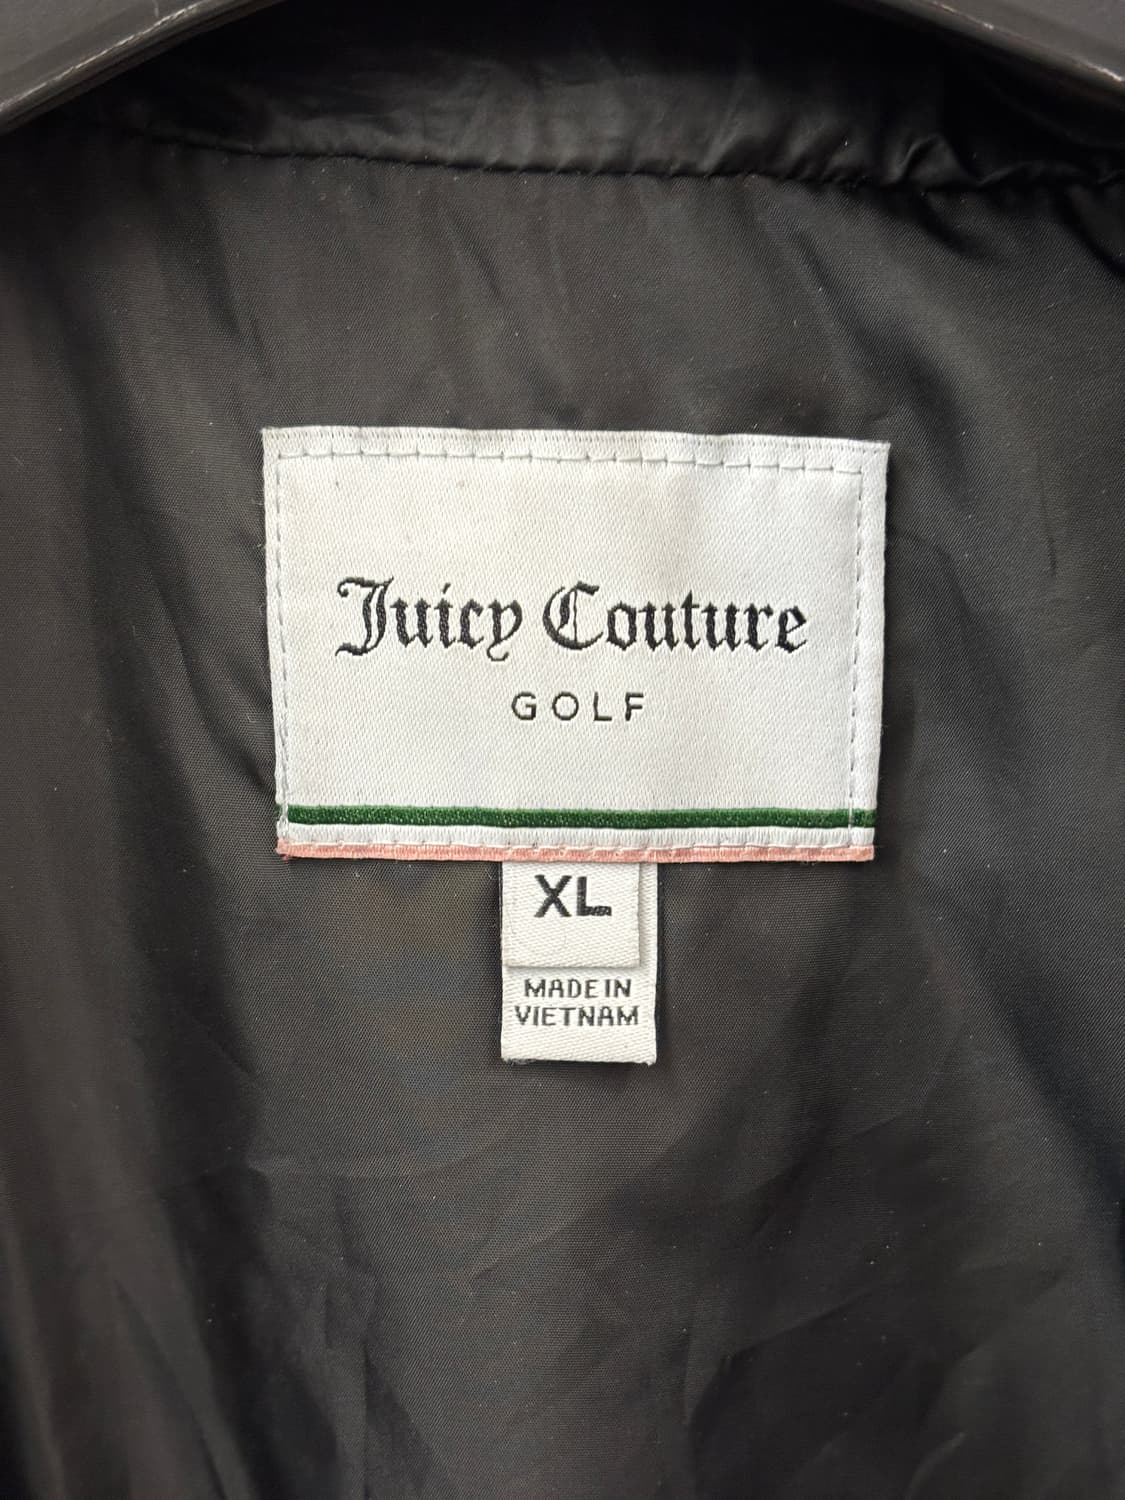 Juicy Couture
GOLF
XL
MADE IN
VIETNAM